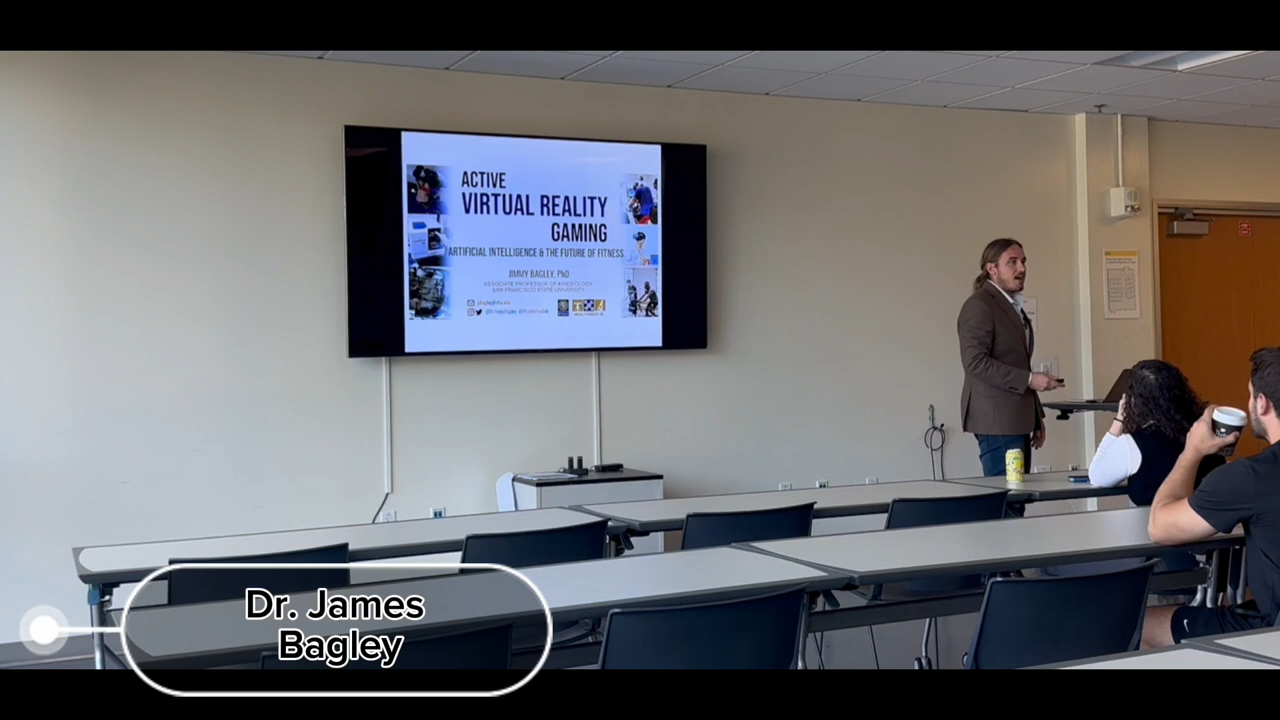 ACTIVE
VIRTUAL REALITY
GAMING
ARTIFICIAL INTELLIGENCE & THE FUTURE OF FITNESS
JIMMY BAGLEY, PhD
ASSOCIATE PROFESSOR OF KINESIOLOGY
SAN FRANCISCO STATE UNIVERSITY
Dr. James
Bagley